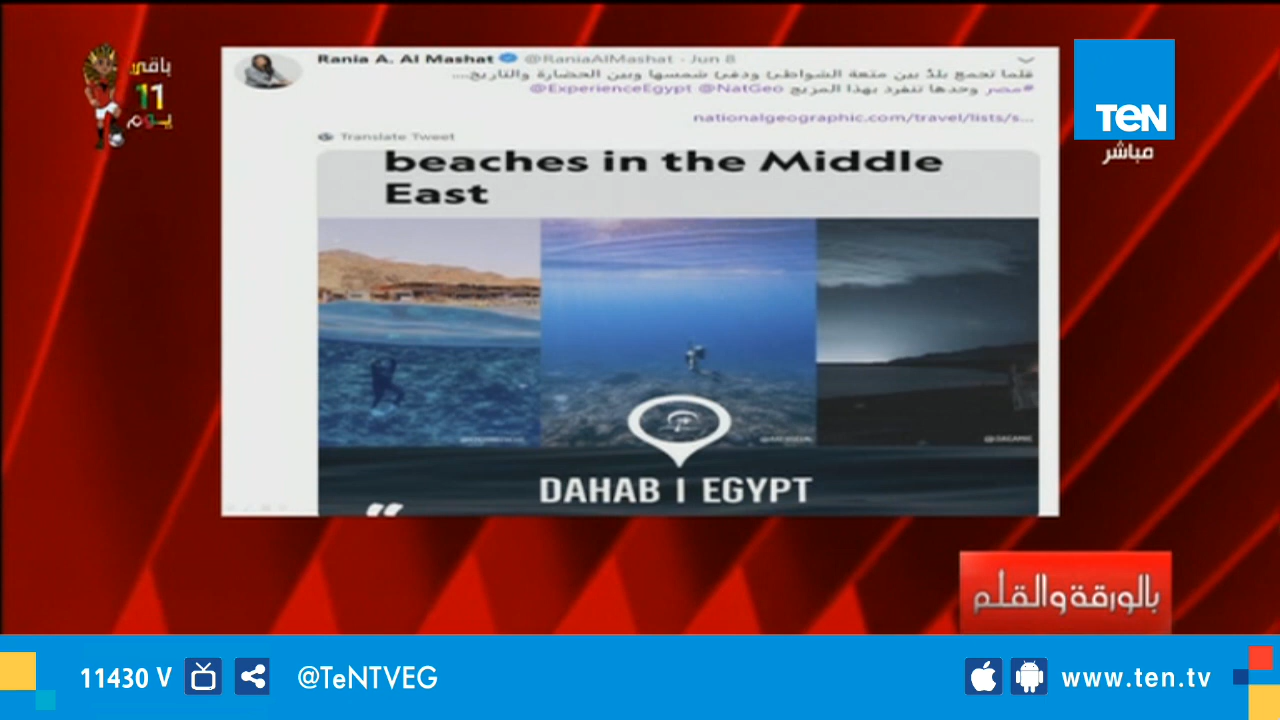 باقي
11
يوم
Rania A. Al Mashat @RaniaAlMashat - Jun 8
قلما تجمع بلدٌ بين متعة الشواطئ ودفئ شمسها وبين الحضارة والتاريخ....
#مصر وحدها تنفرد بهذا المزيج @ExperienceEgypt @NatGeo
nationalgeographic.com/travel/lists/s...
Translate Tweet
beaches in the Middle
East
DAHAB | EGYPT
“
TEN
مباشر
بالورقة والقلم
11430 V
@TeNTVEG
www.ten.tv